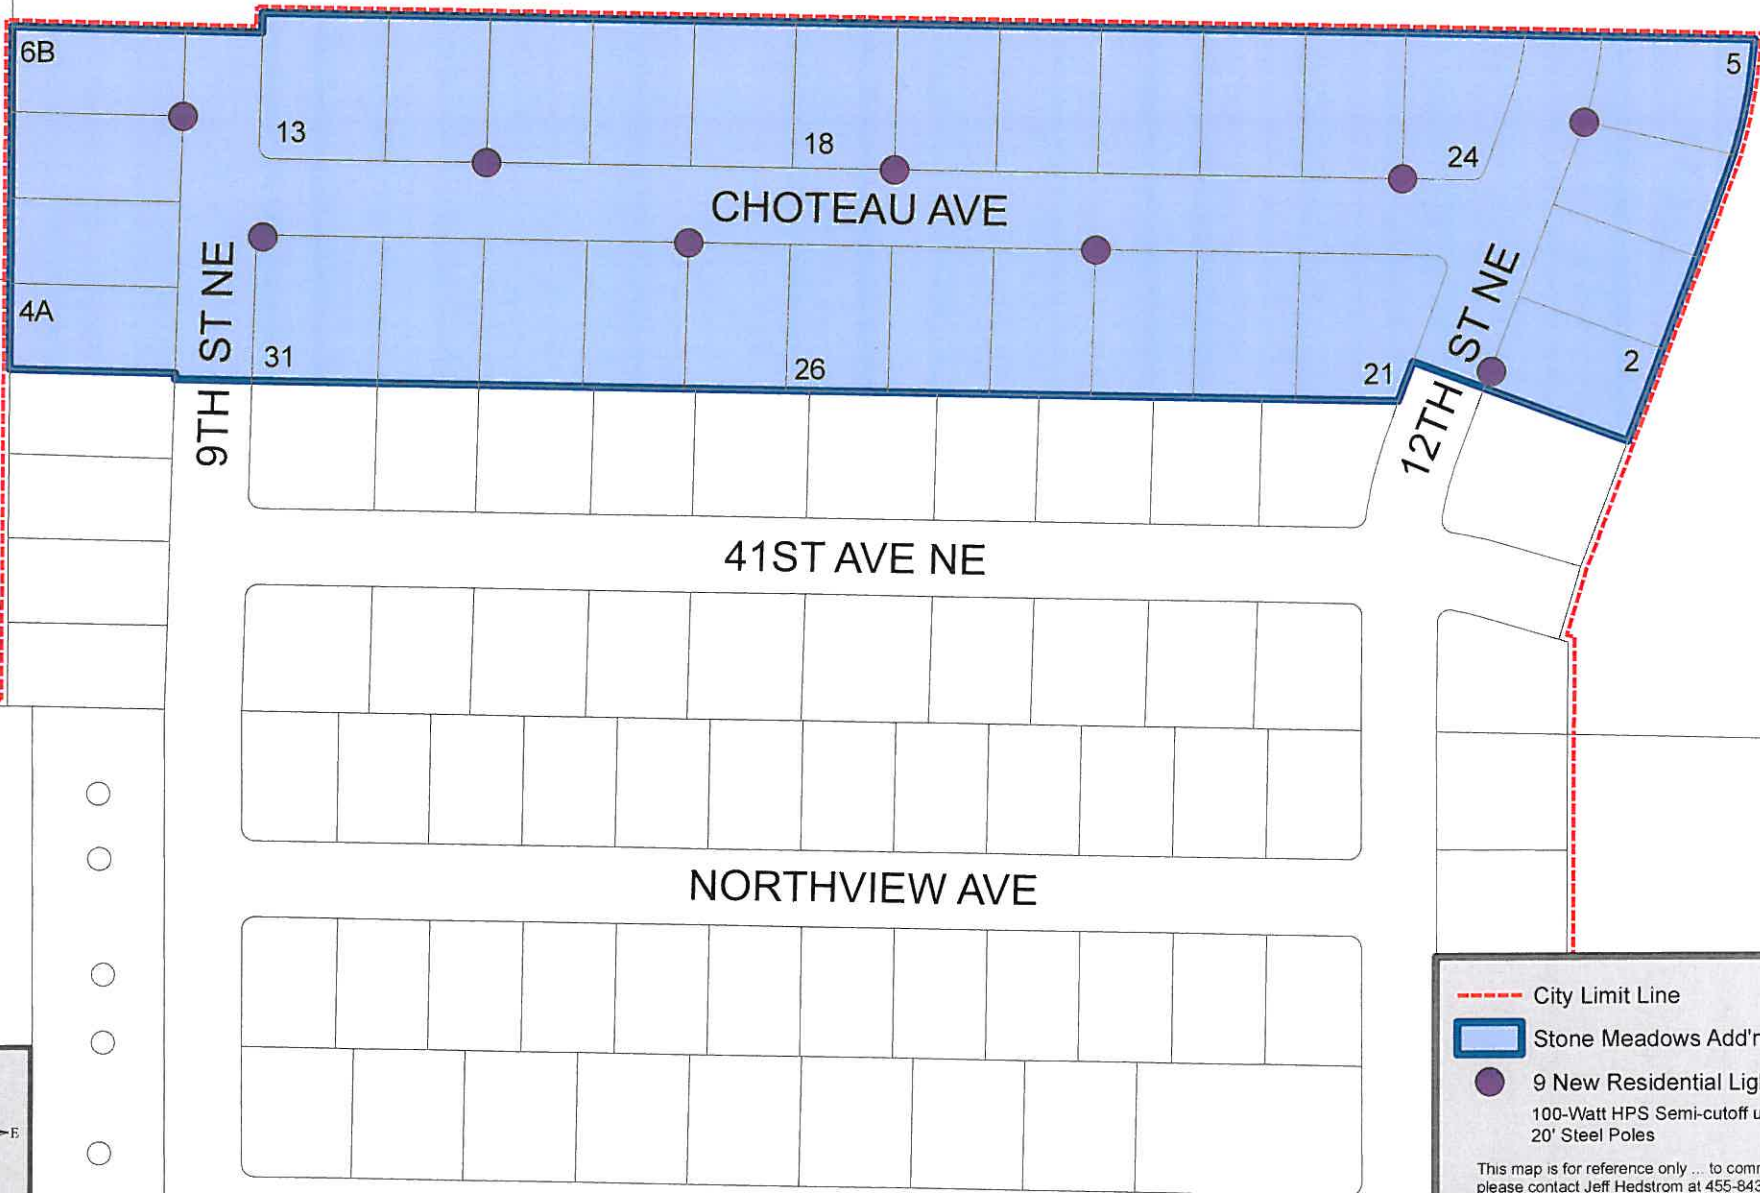 6B
5
13
18
24
CHOTEAU AVE
9TH ST NE
12TH ST NE
4A
31
26
21
2
41ST AVE NE
NORTHVIEW AVE
City Limit Line
Stone Meadows Add'n
9 New Residential Lig
100-Watt HPS Semi-cutoff u
20' Steel Poles
This map is for reference only ... to comm
please contact Jeff Hedstrom at 455-843
E